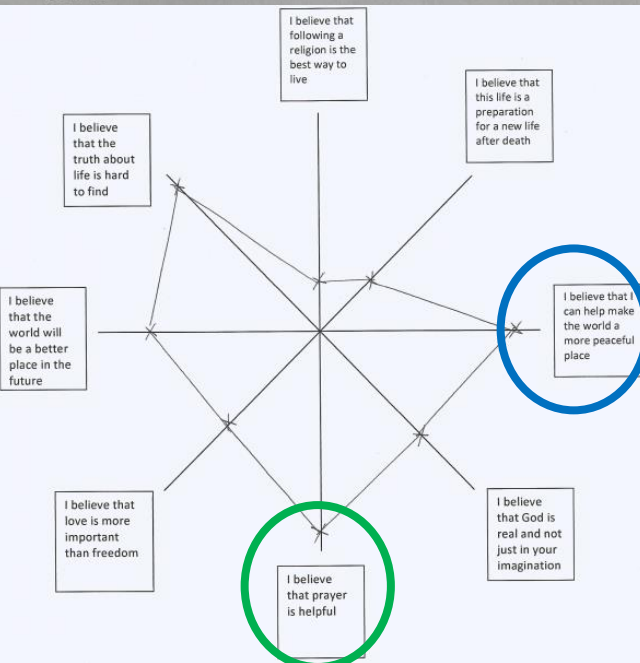 I believe that
following a
religion is the
best way to
live
I believe that
this life is a
preparation
for a new life
after death
I believe
that the
truth about
life is hard
to find
I believe that I
can help make
the world a
more peaceful
place
I believe
that the
world will
be a better
place in the
future
I believe that
love is more
important
than freedom
I believe
that God is
real and not
just in your
imagination
I believe
that prayer
is helpful